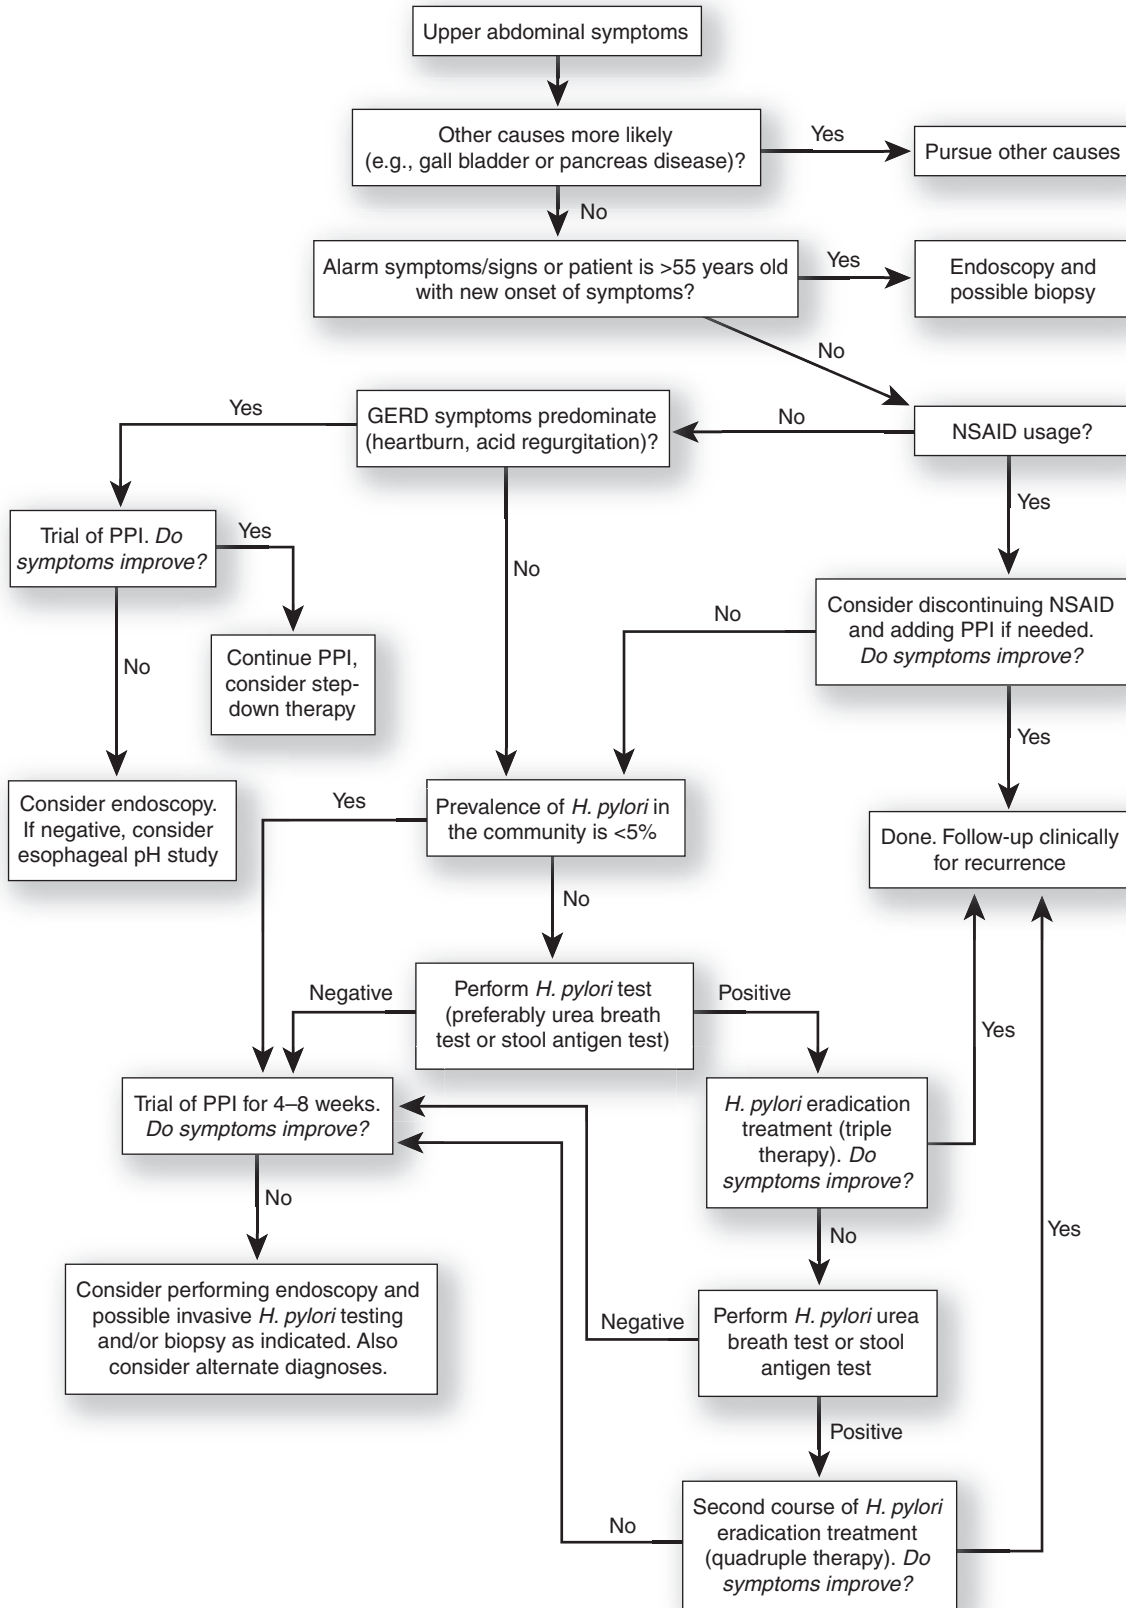 Upper abdominal symptoms
Other causes more likely
(e.g., gall bladder or pancreas disease)?
Yes
Pursue other causes
No
Alarm symptoms/signs or patient is >55 years old
with new onset of symptoms?
Yes
Endoscopy and
possible biopsy
No
NSAID usage?
No
GERD symptoms predominate
(heartburn, acid regurgitation)?
Yes
Trial of PPI. Do
symptoms improve?
Yes
Continue PPI,
consider step-
down therapy
No
Consider endoscopy.
If negative, consider
esophageal pH study
No
Yes
Consider discontinuing NSAID
and adding PPI if needed.
Do symptoms improve?
No
Yes
Done. Follow-up clinically
for recurrence
Prevalence of H. pylori in
the community is <5%
Yes
No
Perform H. pylori test
(preferably urea breath
test or stool antigen test)
Negative
Positive
Trial of PPI for 4–8 weeks.
Do symptoms improve?
No
Consider performing endoscopy and
possible invasive H. pylori testing
and/or biopsy as indicated. Also
consider alternate diagnoses.
H. pylori eradication
treatment (triple
therapy). Do
symptoms improve?
Yes
No
Perform H. pylori urea
breath test or stool
antigen test
Negative
Positive
Second course of H. pylori
eradication treatment
(quadruple therapy). Do
symptoms improve?
No
Yes